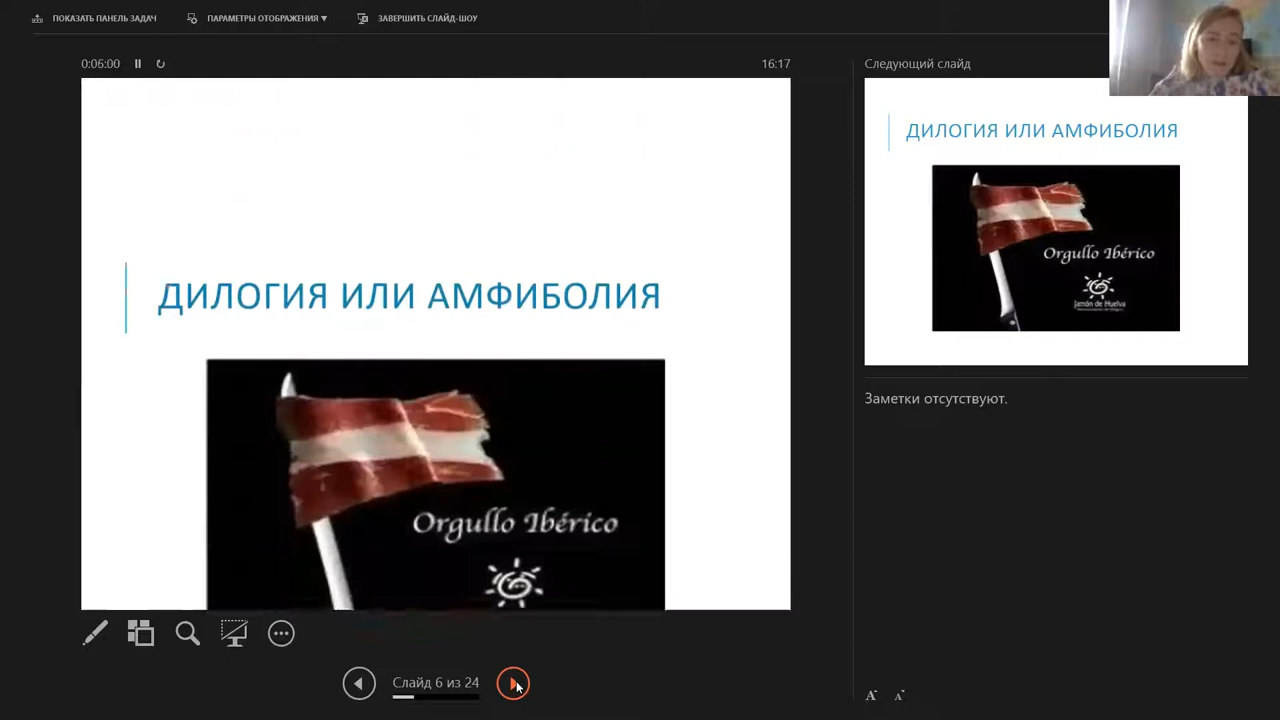 ПОКАЗАТЬ ПАНЕЛЬ ЗАДАЧ
ПАРАМЕТРЫ ОТОБРАЖЕНИЯ ▼
ЗАВЕРШИТЬ СЛАЙД-ШОУ
0:06:00
16:17
ДИЛОГИЯ ИЛИ АМФИБОЛИЯ
Orgullo Ibérico
Слайд 6 из 24
Следующий слайд
ДИЛОГИЯ ИЛИ АМФИБОЛИЯ
Orgullo Ibérico
Jamón de Huelva
Заметки отсутствуют.
A A